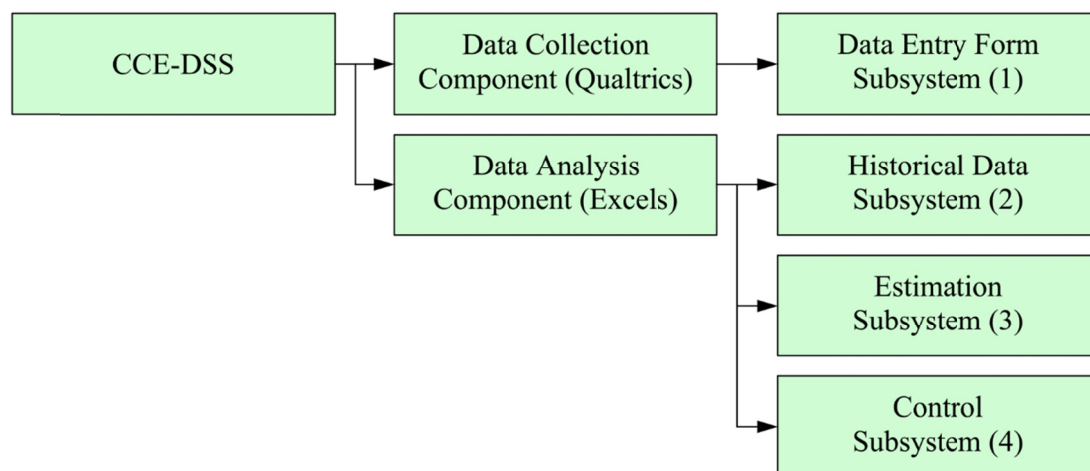 CCE-DSS
Data Collection
Component (Qualtrics)
Data Entry Form
Subsystem (1)
Data Analysis
Component (Excels)
Historical Data
Subsystem (2)
Estimation
Subsystem (3)
Control
Subsystem (4)